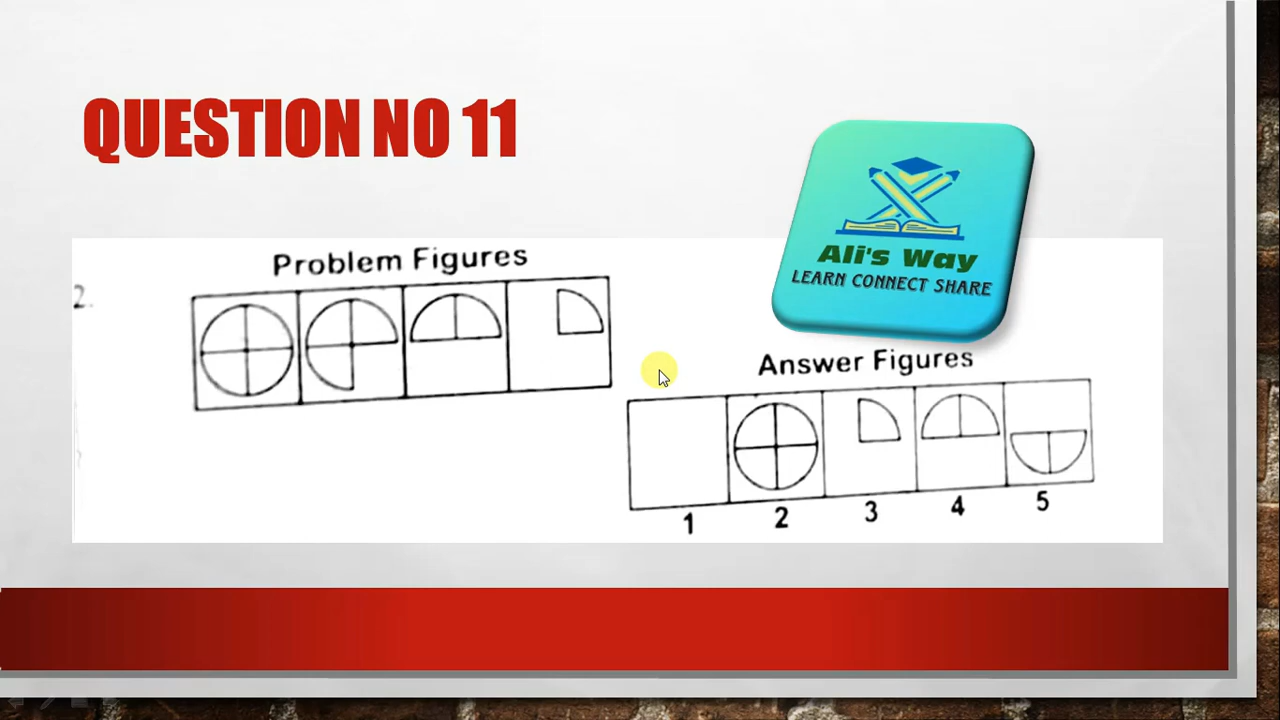 QUESTION NO 11
Problem Figures
2.
Ali's Way
LEARN CONNECT SHARE
Answer Figures
1 2 3 4 5